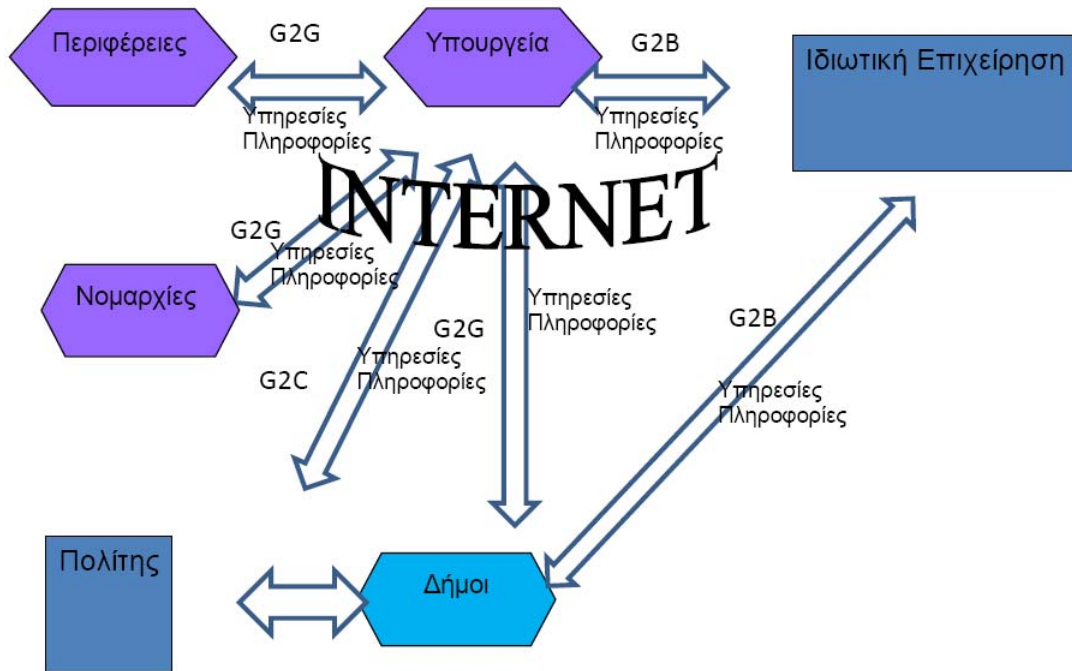 Περιφέρειες
G2G
Υπουργεία
G2B
Ιδιωτική Επιχείρηση
Υπηρεσίες
Πληροφορίες
Υπηρεσίες
Πληροφορίες
INTERNET
G2G
Υπηρεσίες
Πληροφορίες
Νομαρχίες
G2C
Υπηρεσίες
Πληροφορίες
G2G
Υπηρεσίες
Πληροφορίες
G2B
Υπηρεσίες
Πληροφορίες
Πολίτης
Δήμοι